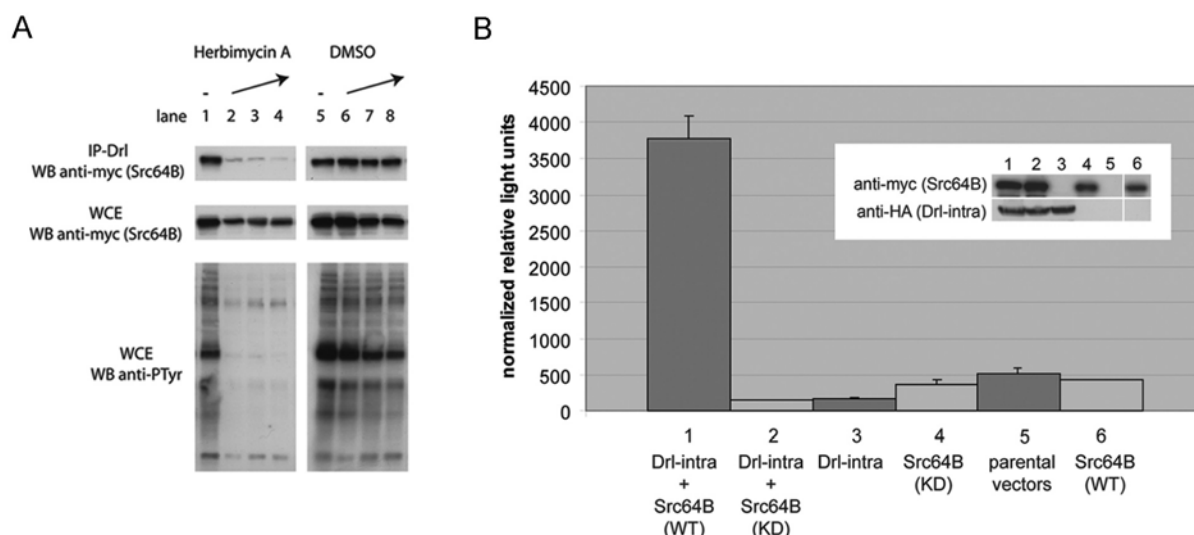 A
Herbimycin A DMSO
- -
lane 1 2 3 4 5 6 7 8
IP-Drl
WB anti-myc (Src64B)
WCE
WB anti-myc (Src64B)
WCE
WB anti-PTyr
B
normalized relative light units
4500
4000
3500
3000
2500
2000
1500
1000
500
0
1 2 3 4 5 6
anti-myc (Src64B)
anti-HA (Drl-intra)
1
Drl-intra
+
Src64B
(WT)
2
Drl-intra
+
Src64B
(KD)
3
Drl-intra
4
Src64B
(KD)
5
parental
vectors
6
Src64B
(WT)